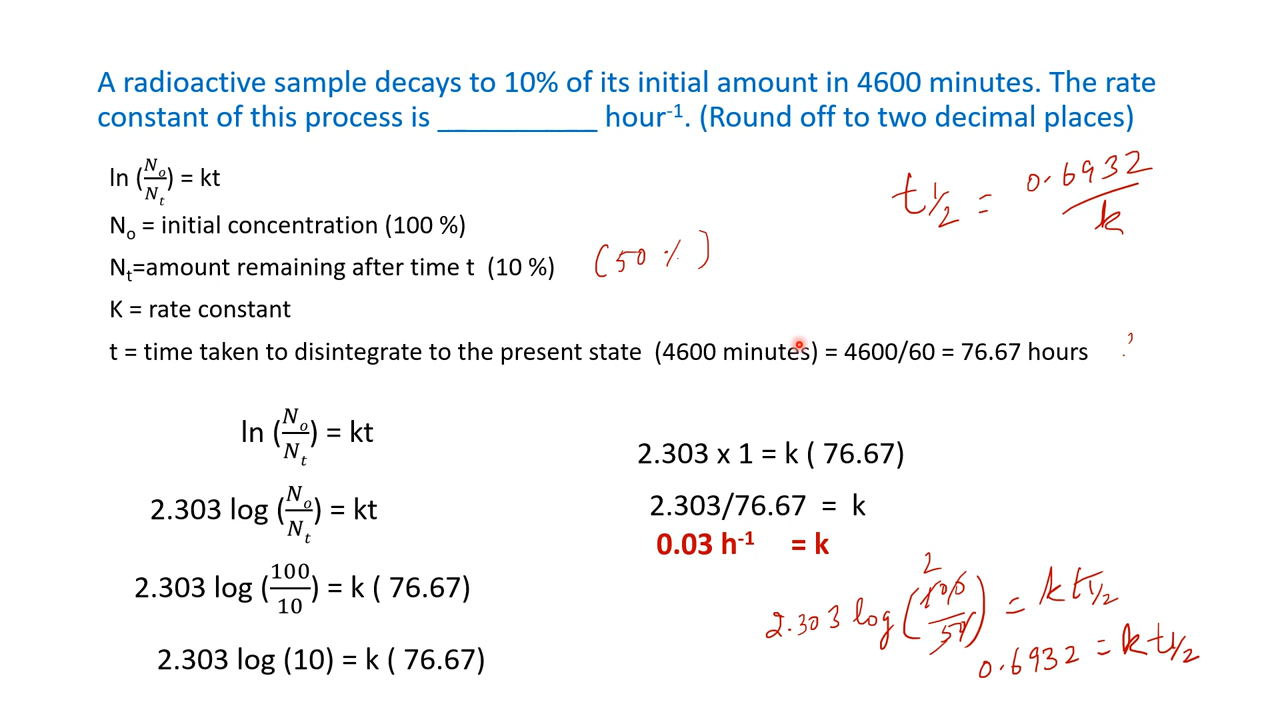 A radioactive sample decays to 10% of its initial amount in 4600 minutes. The rate
constant of this process is __________ hour⁻¹. (Round off to two decimal places)
ln (N₀/Nₜ) = kt
t½ = 0.6932/k
N₀ = initial concentration (100 %)
Nₜ=amount remaining after time t (10 %) (50 %)
K = rate constant
t = time taken to disintegrate to the present state (4600 minutes) = 4600/60 = 76.67 hours ?
ln (N₀/Nₜ) = kt
2.303 log (N₀/Nₜ) = kt
2.303 log (100/10) = k ( 76.67)
2.303 log (10) = k ( 76.67)
2.303 x 1 = k ( 76.67)
2.303/76.67 = k
0.03 h⁻¹ = k
2
2.303 log (100/50) = k t½
0.6932 = k t½